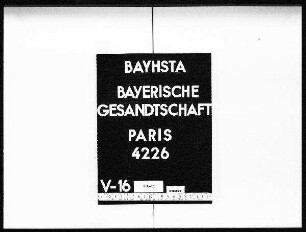 BAYHSTA
BAYERISCHE
GESANDTSCHAFT
PARIS
4226
V-16